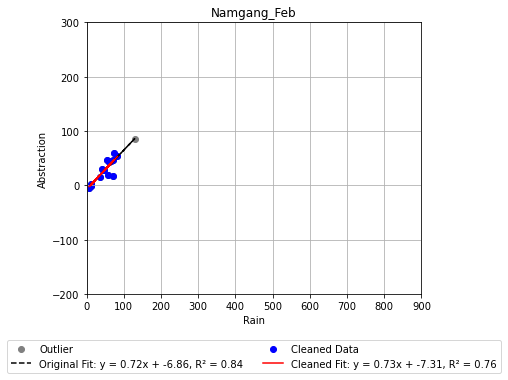 Namgang_Feb
300
200
100
0
−100
−200
Abstraction
0 100 200 300 400 500 600 700 800 900
Rain
Outlier Cleaned Data
Original Fit: y = 0.72x + -6.86, R² = 0.84 Cleaned Fit: y = 0.73x + -7.31, R² = 0.76